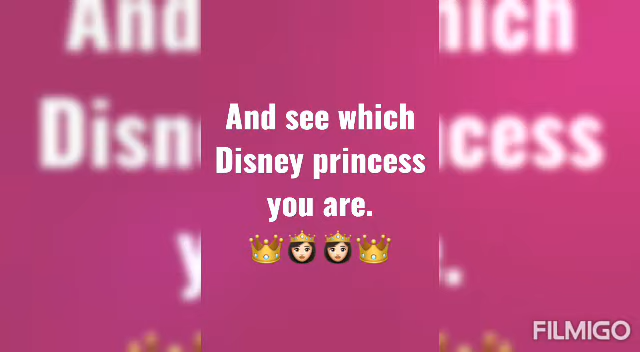 And see which
Disney princess
you are.
👑👸🏻👸🏻👑
FILMIGO